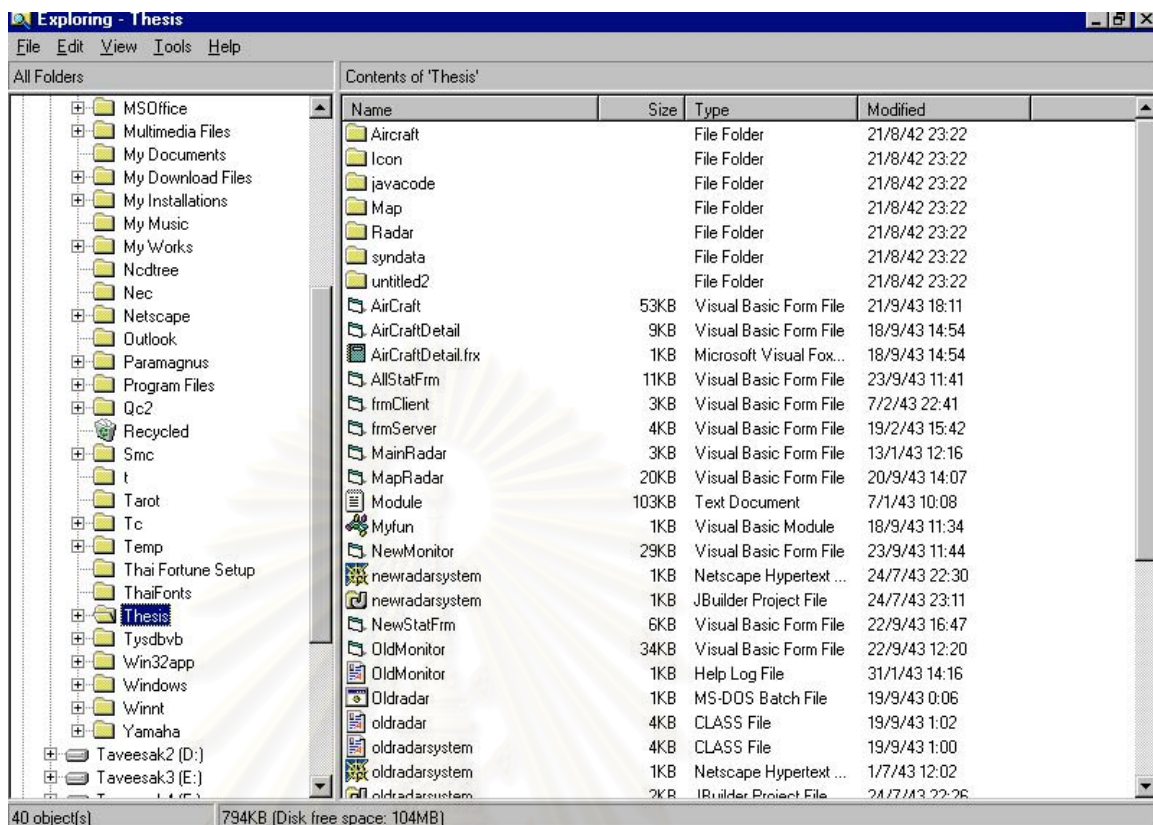 Exploring - Thesis
File Edit View Tools Help
All Folders
Contents of 'Thesis'
MSOffice
Multimedia Files
My Documents
My Download Files
My Installations
My Music
My Works
Ncdtree
Nec
Netscape
Outlook
Paramagnus
Program Files
Qc2
Recycled
Smc
t
Tarot
Tc
Temp
Thai Fortune Setup
ThaiFonts
Thesis
Tysdbvb
Win32app
Windows
Winnt
Yamaha
Taveesak2 (D:)
Taveesak3 (E:)
Name Size Type Modified
Aircraft File Folder 21/8/42 23:22
Icon File Folder 21/8/42 23:22
javacode File Folder 21/8/42 23:22
Map File Folder 21/8/42 23:22
Radar File Folder 21/8/42 23:22
syndata File Folder 21/8/42 23:22
untitled2 File Folder 21/8/42 23:22
AirCraft 53KB Visual Basic Form File 21/9/43 18:11
AirCraftDetail 9KB Visual Basic Form File 18/9/43 14:54
AirCraftDetail.frx 1KB Microsoft Visual Fox... 18/9/43 14:54
AllStatFrm 11KB Visual Basic Form File 23/9/43 11:41
frmClient 3KB Visual Basic Form File 7/2/43 22:41
frmServer 4KB Visual Basic Form File 19/2/43 15:42
MainRadar 3KB Visual Basic Form File 13/1/43 12:16
MapRadar 20KB Visual Basic Form File 20/9/43 14:07
Module 103KB Text Document 7/1/43 10:08
Myfun 1KB Visual Basic Module 18/9/43 11:34
NewMonitor 29KB Visual Basic Form File 23/9/43 11:44
newradarsystem 1KB Netscape Hypertext ... 24/7/43 22:30
newradarsystem 1KB JBuilder Project File 24/7/43 23:11
NewStatFrm 6KB Visual Basic Form File 22/9/43 16:47
OldMonitor 34KB Visual Basic Form File 22/9/43 12:20
OldMonitor 1KB Help Log File 31/1/43 14:16
Oldradar 1KB MS-DOS Batch File 19/9/43 0:06
oldradar 4KB CLASS File 19/9/43 1:02
oldradarsystem 4KB CLASS File 19/9/43 1:00
oldradarsystem 1KB Netscape Hypertext ... 1/7/43 12:02
oldradarsystem 2KB JBuilder Project File 24/7/43 22:26
40 object(s) 794KB (Disk free space: 104MB)